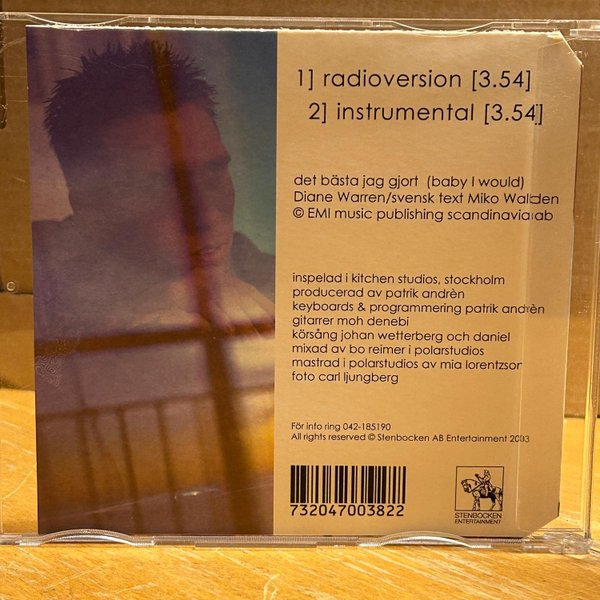 1] radioversion [3.54]
2] instrumental [3.54]
det bästa jag gjort (baby I would)
Diane Warren/svensk text Miko Walden
© EMI music publishing scandinavia ab
inspelad i kitchen studios, stockholm
producerad av patrik andrèn
keyboards & programmering patrik andrèn
gitarrer moh denebi
körsång johan wetterberg och daniel
mixad av bo reimer i polarstudios
mastrad i polarstudios av mia lorentzson
foto carl ljungberg
För info ring 042-185190
All rights reserved © Stenbocken AB Entertainment 2003
732047003822
STENBOCKEN
ENTERTAINMENT